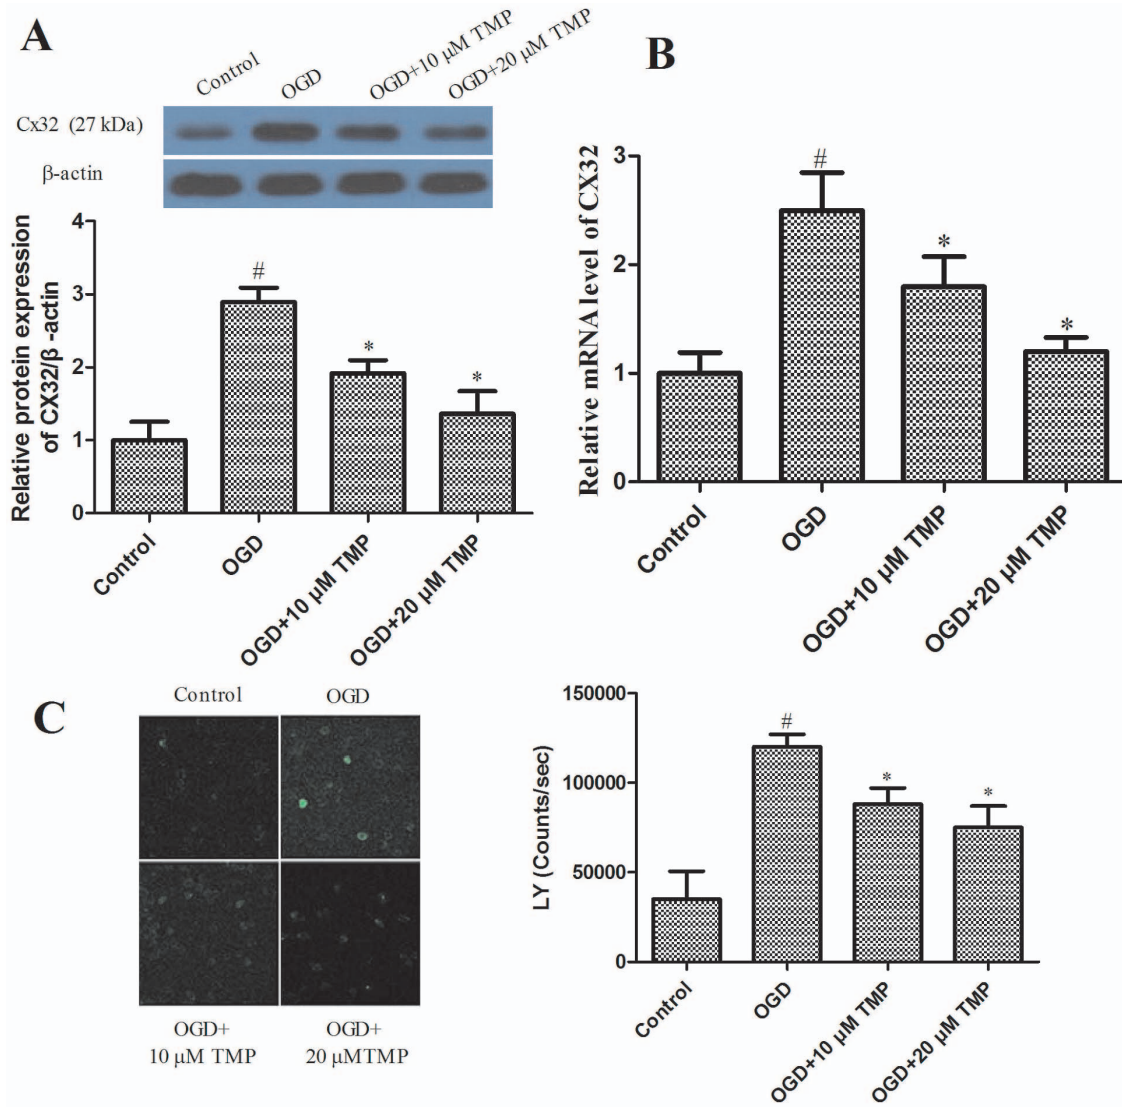 A
Control
OGD
OGD+10 μM TMP
OGD+20 μM TMP
Cx32 (27 kDa)
β-actin
Relative protein expression
of CX32/β -actin
4
3
2
1
0
#
*
*
Control
OGD
OGD+10 μM TMP
OGD+20 μM TMP
B
Relative mRNA level of CX32
3
2
1
0
#
*
*
Control
OGD
OGD+10 μM TMP
OGD+20 μM TMP
C
Control
OGD
OGD+
10 μM TMP
OGD+
20 μMTMP
LY (Counts/sec)
150000
100000
50000
0
#
*
*
Control
OGD
OGD+10 μM TMP
OGD+20 μM TMP